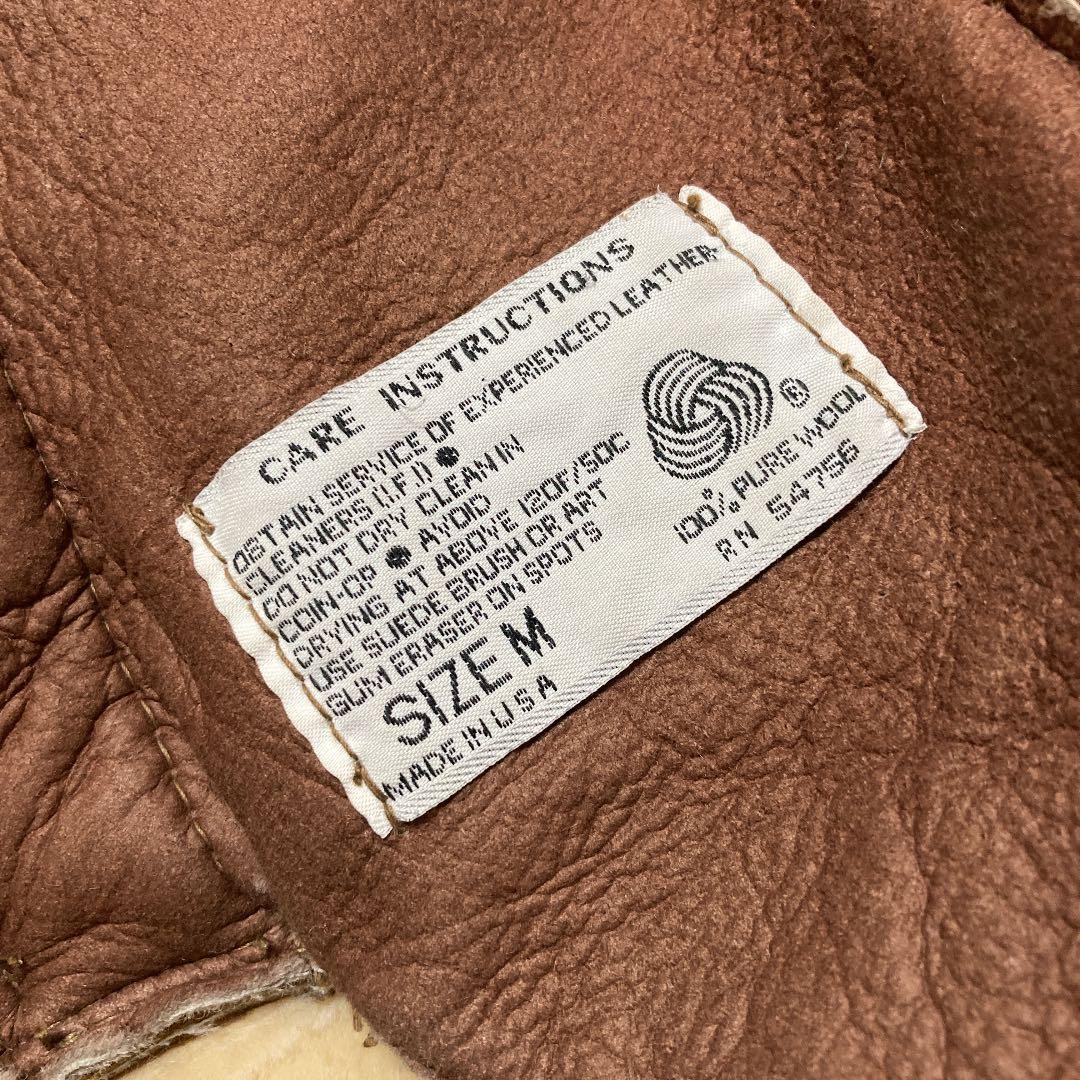 CARE INSTRUCTIONS
OBTAIN SERVICE OF EXPERIENCED LEATHER
CLEANERS (I.F.I) ●
DO NOT DRY CLEAN IN
COIN-OP ● AVOID
DRYING AT ABOVE 120F/50C
USE SUEDE BRUSH OR ART
GUM ERASER ON SPOTS
SIZE M
MADE IN USA
®
100% PURE WOOL
RN 54756